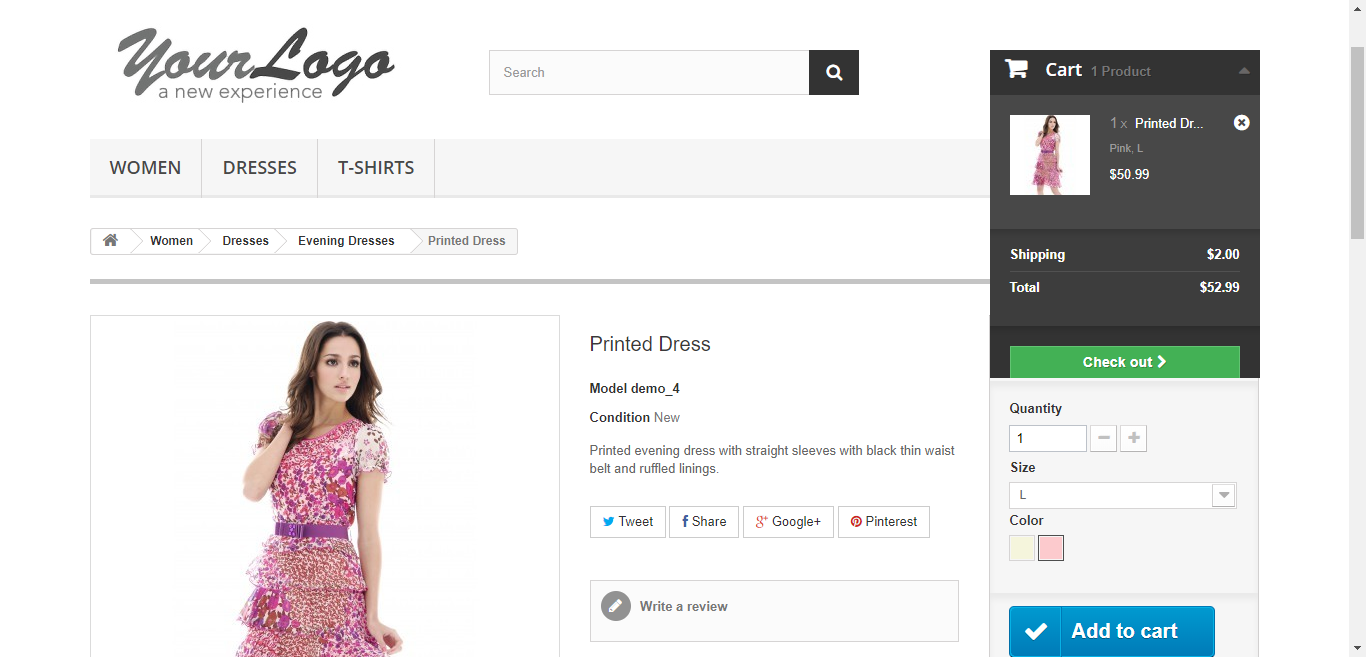 YourLogo
a new experience
Search
Cart 1 Product
1 x Printed Dr...
Pink, L
$50.99
Shipping $2.00
Total $52.99
Check out
WOMEN DRESSES T-SHIRTS
Women Dresses Evening Dresses Printed Dress
Printed Dress
Model demo_4
Condition New
Printed evening dress with straight sleeves with black thin waist
belt and ruffled linings.
Tweet Share Google+ Pinterest
Write a review
Quantity
1
Size
L
Color
Add to cart